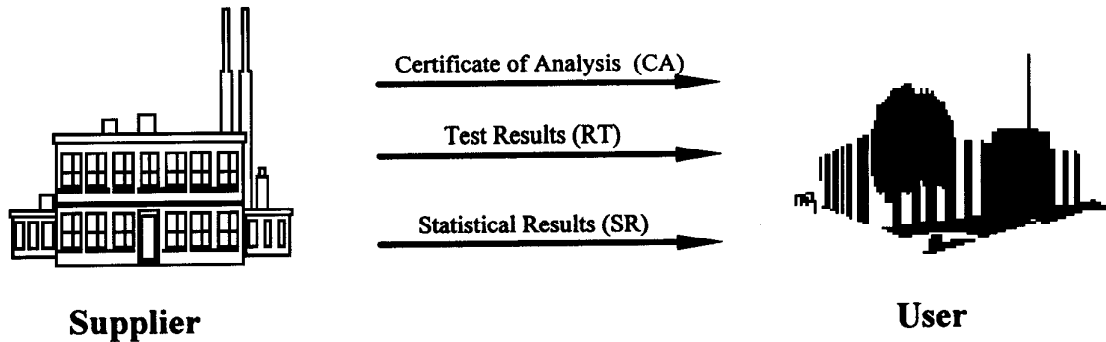 Certificate of Analysis (CA)
Test Results (RT)
Statistical Results (SR)
Supplier
User